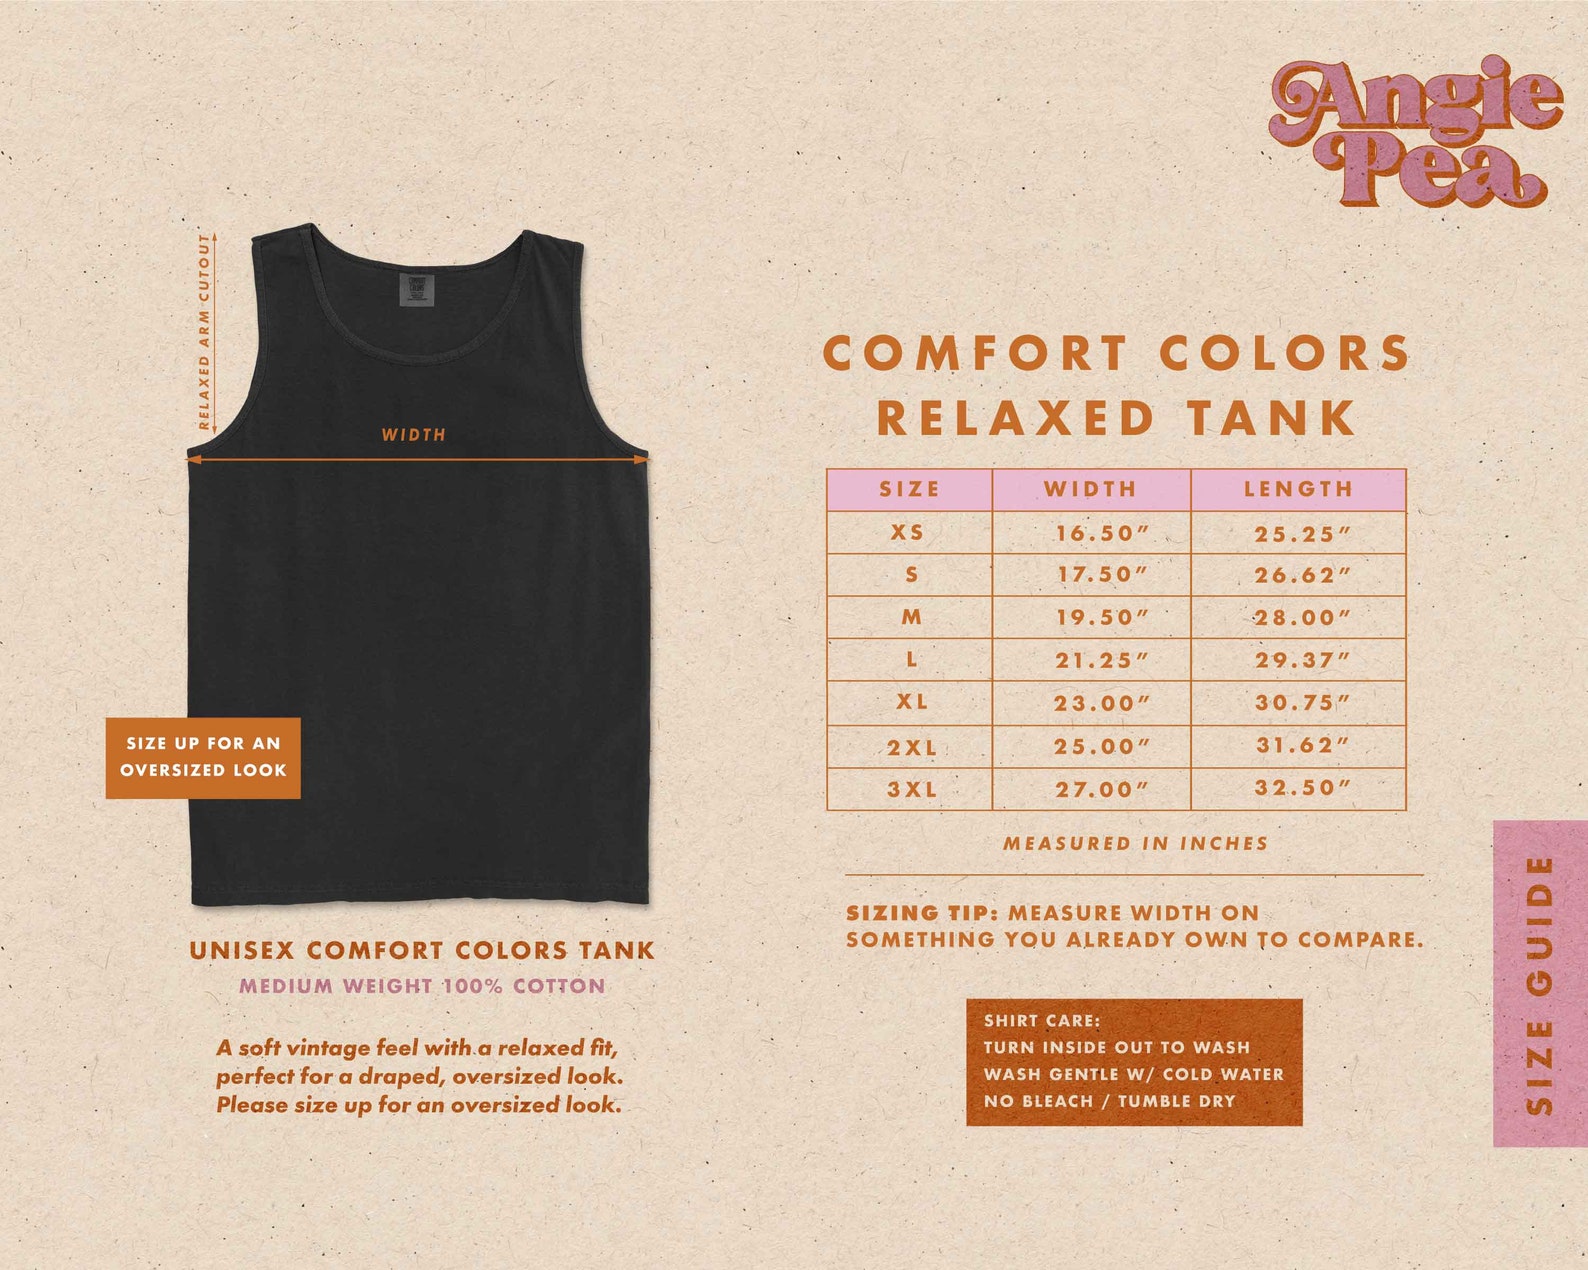 Angie
Pea
RELAXED ARM CUTOUT
COMFORT
COLORS
WIDTH
SIZE UP FOR AN
OVERSIZED LOOK
UNISEX COMFORT COLORS TANK
MEDIUM WEIGHT 100% COTTON
A soft vintage feel with a relaxed fit,
perfect for a draped, oversized look.
Please size up for an oversized look.
COMFORT COLORS
RELAXED TANK
SIZE WIDTH LENGTH
XS 16.50” 25.25”
S 17.50” 26.62”
M 19.50” 28.00”
L 21.25” 29.37”
XL 23.00” 30.75”
2XL 25.00” 31.62”
3XL 27.00” 32.50”
MEASURED IN INCHES
SIZING TIP: MEASURE WIDTH ON
SOMETHING YOU ALREADY OWN TO COMPARE.
SHIRT CARE:
TURN INSIDE OUT TO WASH
WASH GENTLE W/ COLD WATER
NO BLEACH / TUMBLE DRY
SIZE GUIDE